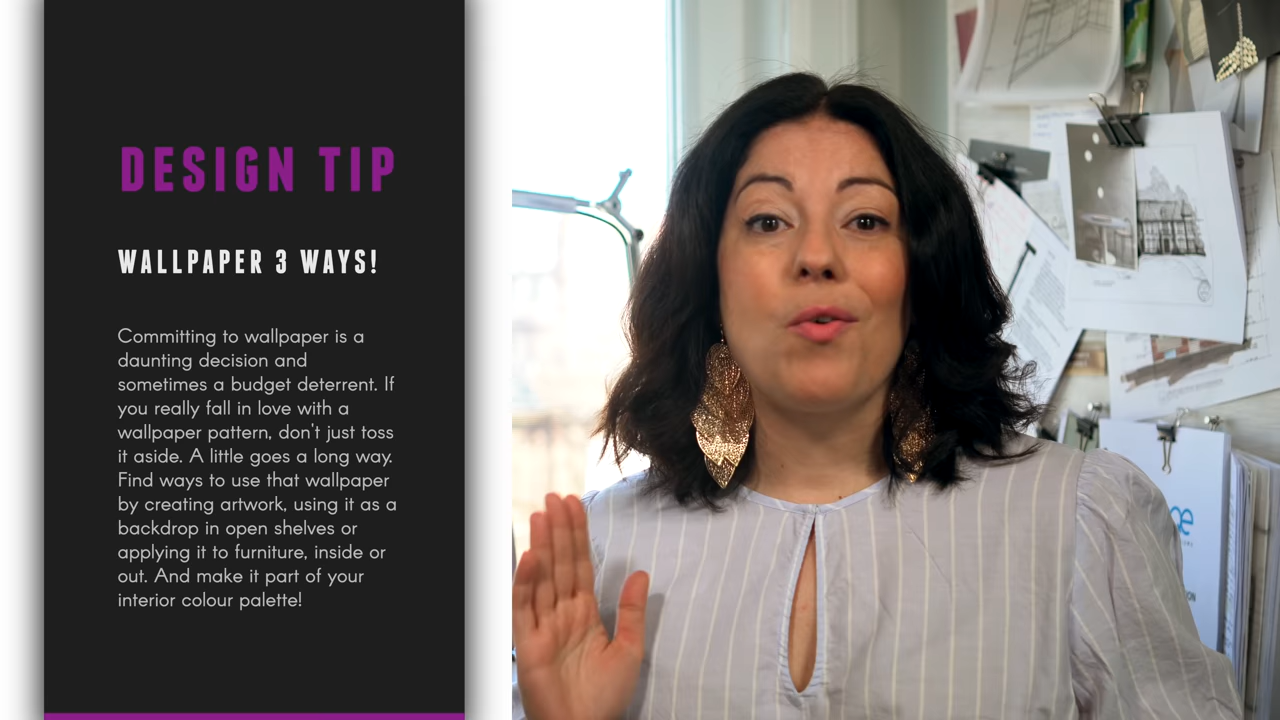 DESIGN TIP
WALLPAPER 3 WAYS!
Committing to wallpaper is a
daunting decision and
sometimes a budget deterrent. If
you really fall in love with a
wallpaper pattern, don't just toss
it aside. A little goes a long way.
Find ways to use that wallpaper
by creating artwork, using it as a
backdrop in open shelves or
applying it to furniture, inside or
out. And make it part of your
interior colour palette!